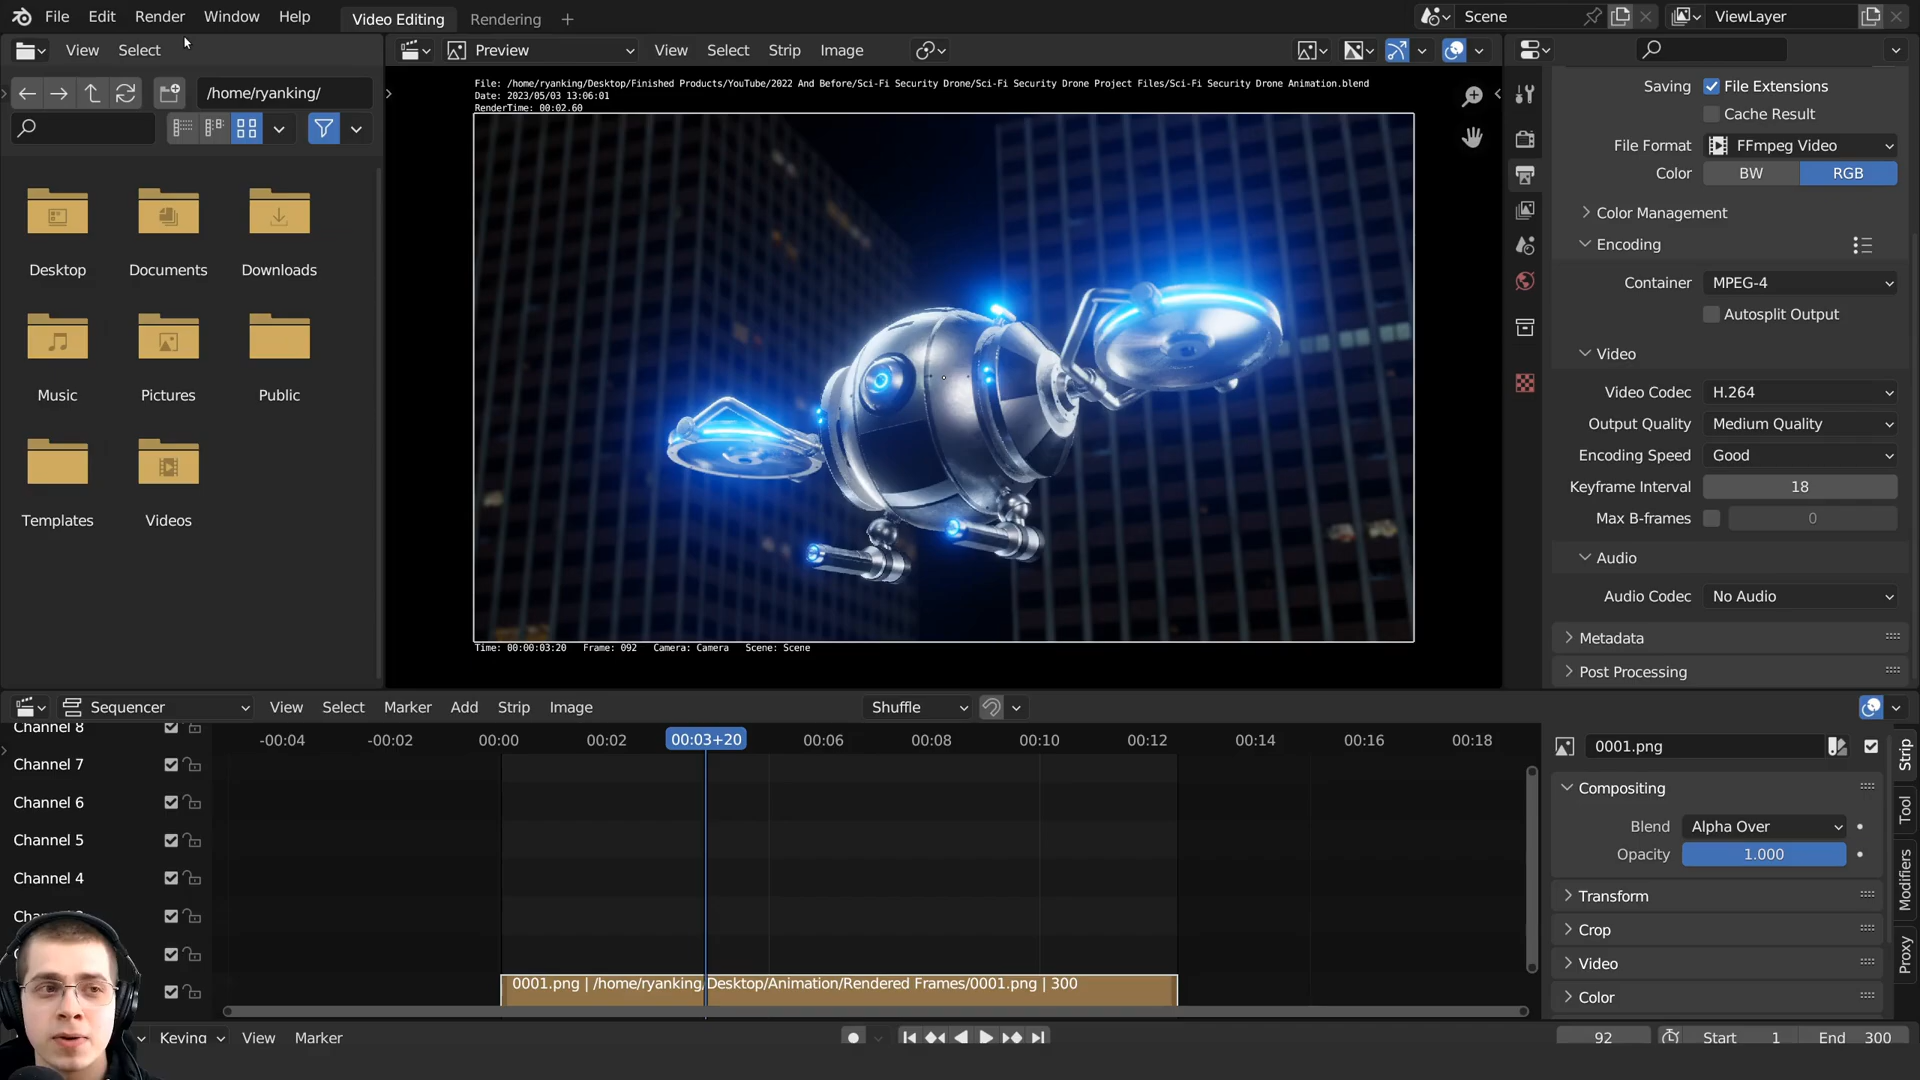 File Edit Render Window Help Video Editing Rendering Scene ViewLayer
View Select Preview View Select Strip Image
/home/ryanking/
File: /home/ryanking/Desktop/Finished Products/YouTube/2022 And Before/Sci-Fi Security Drone/Sci-Fi Security Drone Project Files/Sci-Fi Security Drone Animation.blend
Date: 2023/05/03 13:06:01
RenderTime: 00:02.60
Desktop Documents Downloads
Music Pictures Public
Templates Videos
Time: 00:00:03:20 Frame: 092 Camera: Camera Scene: Scene
Saving File Extensions
Cache Result
File Format FFmpeg Video
Color BW RGB
Color Management
Encoding
Container MPEG-4
Autosplit Output
Video
Video Codec H.264
Output Quality Medium Quality
Encoding Speed Good
Keyframe Interval 18
Max B-frames 0
Audio
Audio Codec No Audio
Metadata
Post Processing
Sequencer View Select Marker Add Strip Image Shuffle
-00:04 -00:02 00:00 00:02 00:03+20 00:06 00:08 00:10 00:12 00:14 00:16 00:18
Channel 8
Channel 7
Channel 6
Channel 5
Channel 4
0001.png | /home/ryanking/Desktop/Animation/Rendered Frames/0001.png | 300
0001.png
Compositing
Blend Alpha Over
Opacity 1.000
Transform
Crop
Video
Color
Strip
Tool
Modifiers
Proxy
Keying View Marker 92 Start 1 End 300